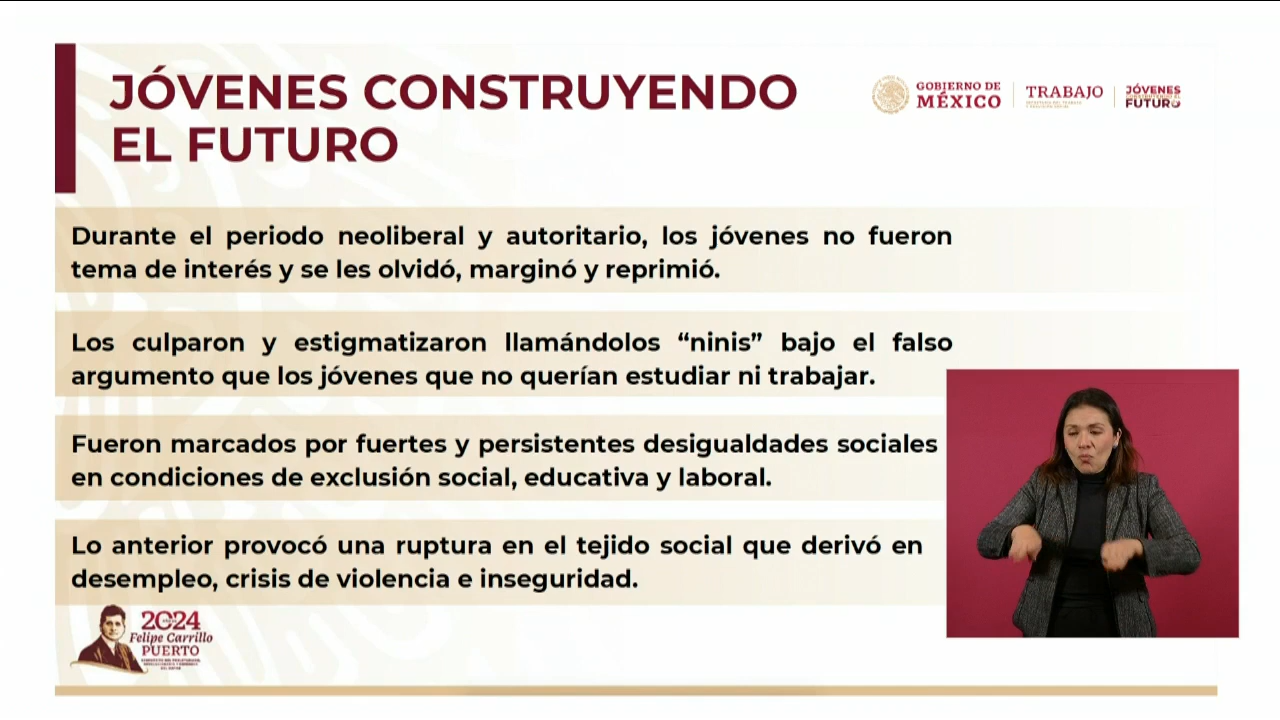 JÓVENES CONSTRUYENDO
EL FUTURO
GOBIERNO DE
MÉXICO
TRABAJO
JÓVENES
CONSTRUYENDO EL
FUTURO
Durante el periodo neoliberal y autoritario, los jóvenes no fueron
tema de interés y se les olvidó, marginó y reprimió.
Los culparon y estigmatizaron llamándolos “ninis” bajo el falso
argumento que los jóvenes que no querían estudiar ni trabajar.
Fueron marcados por fuertes y persistentes desigualdades sociales
en condiciones de exclusión social, educativa y laboral.
Lo anterior provocó una ruptura en el tejido social que derivó en
desempleo, crisis de violencia e inseguridad.
2024
Felipe Carrillo
PUERTO